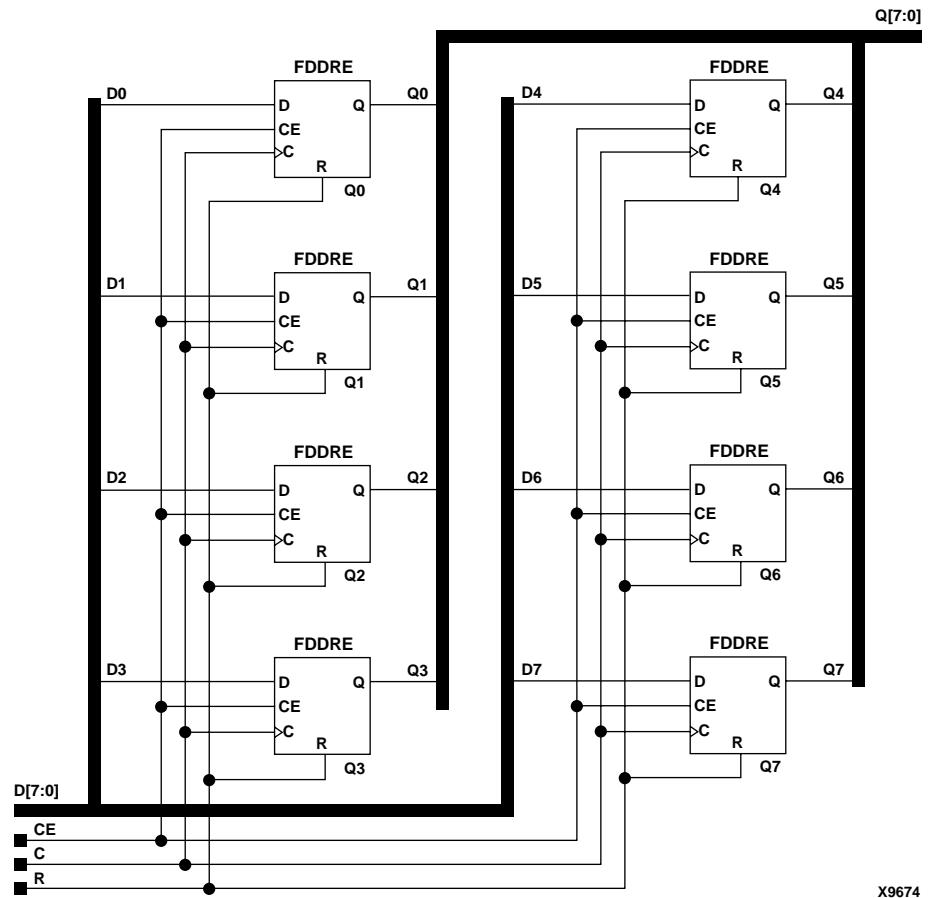 Q[7:0]
FDDRE
D0
D
Q
Q0
CE
C
R
Q0
FDDRE
D4
D
Q
Q4
CE
C
R
Q4
FDDRE
D1
D
Q
Q1
CE
C
R
Q1
FDDRE
D5
D
Q
Q5
CE
C
R
Q5
FDDRE
D2
D
Q
Q2
CE
C
R
Q2
FDDRE
D6
D
Q
Q6
CE
C
R
Q6
FDDRE
D3
D
Q
Q3
CE
C
R
Q3
FDDRE
D7
D
Q
Q7
CE
C
R
Q7
D[7:0]
CE
C
R
X9674